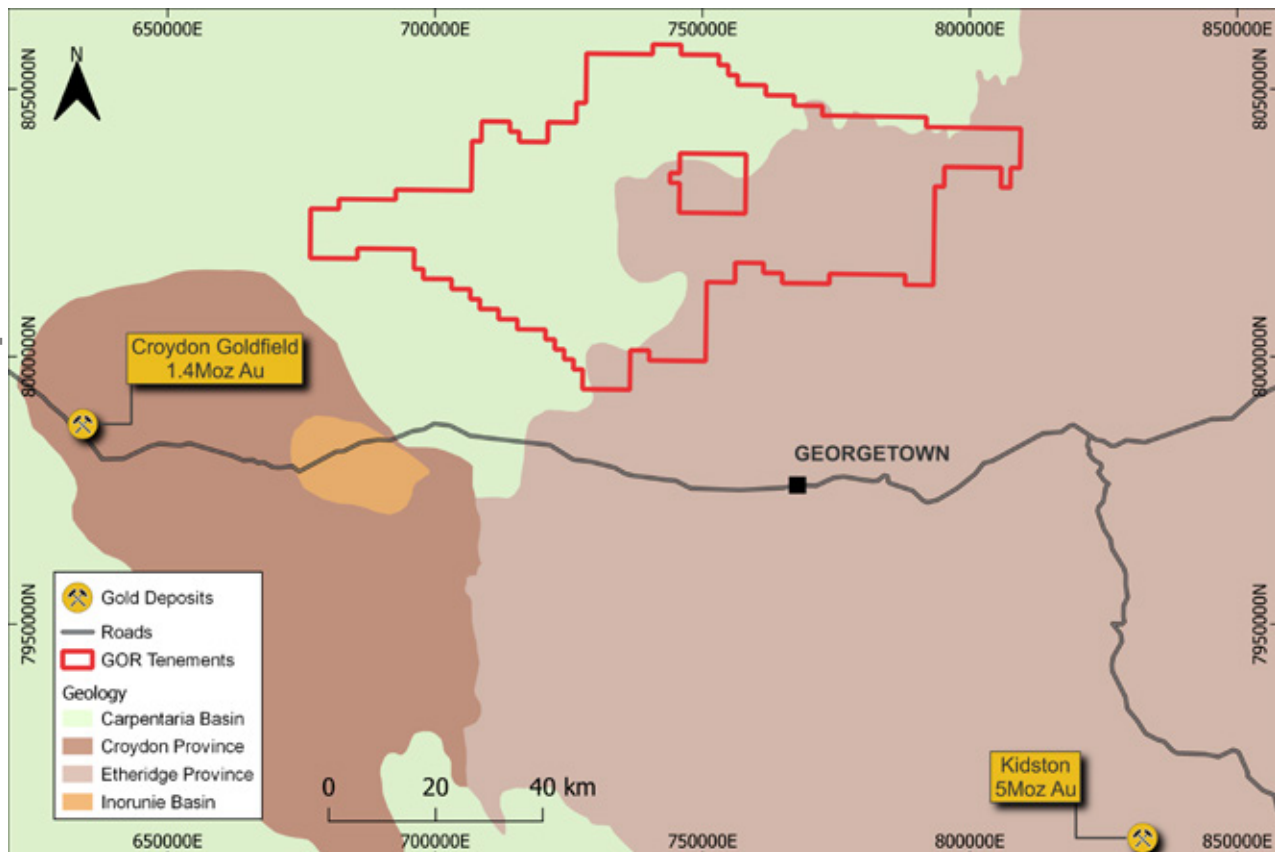 650000E
700000E
750000E
800000E
850000E
N
8050000N
8050000N
Croydon Goldfield
1.4Moz Au
8000000N
8000000N
GEORGETOWN
7950000N
7950000N
Gold Deposits
Roads
GOR Tenements
Geology
Carpentaria Basin
Croydon Province
Etheridge Province
Inorunie Basin
0 20 40 km
Kidston
5Moz Au
650000E
700000E
750000E
800000E
850000E